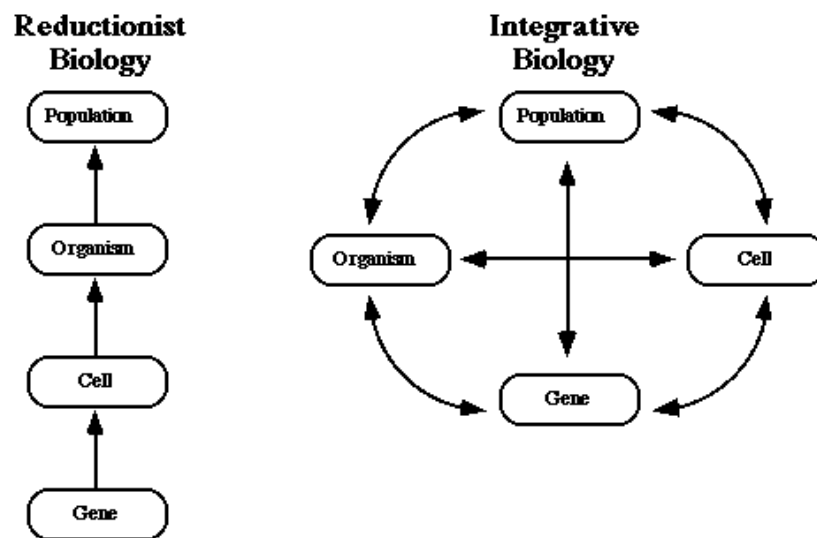 Reductionist
Biology
Population
Organism
Cell
Gene
Integrative
Biology
Population
Organism
Cell
Gene